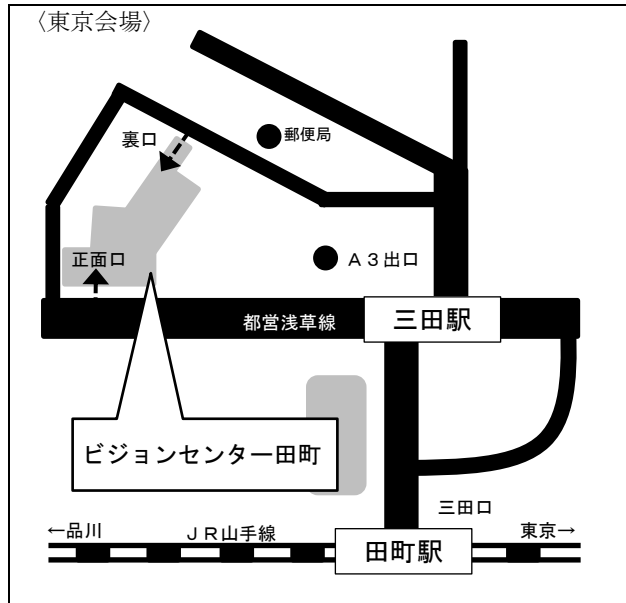 〈東京会場〉
裏口
郵便局
正面口
A3出口
都営浅草線
三田駅
ビジョンセンター田町
三田口
←品川
JR山手線
東京→
田町駅